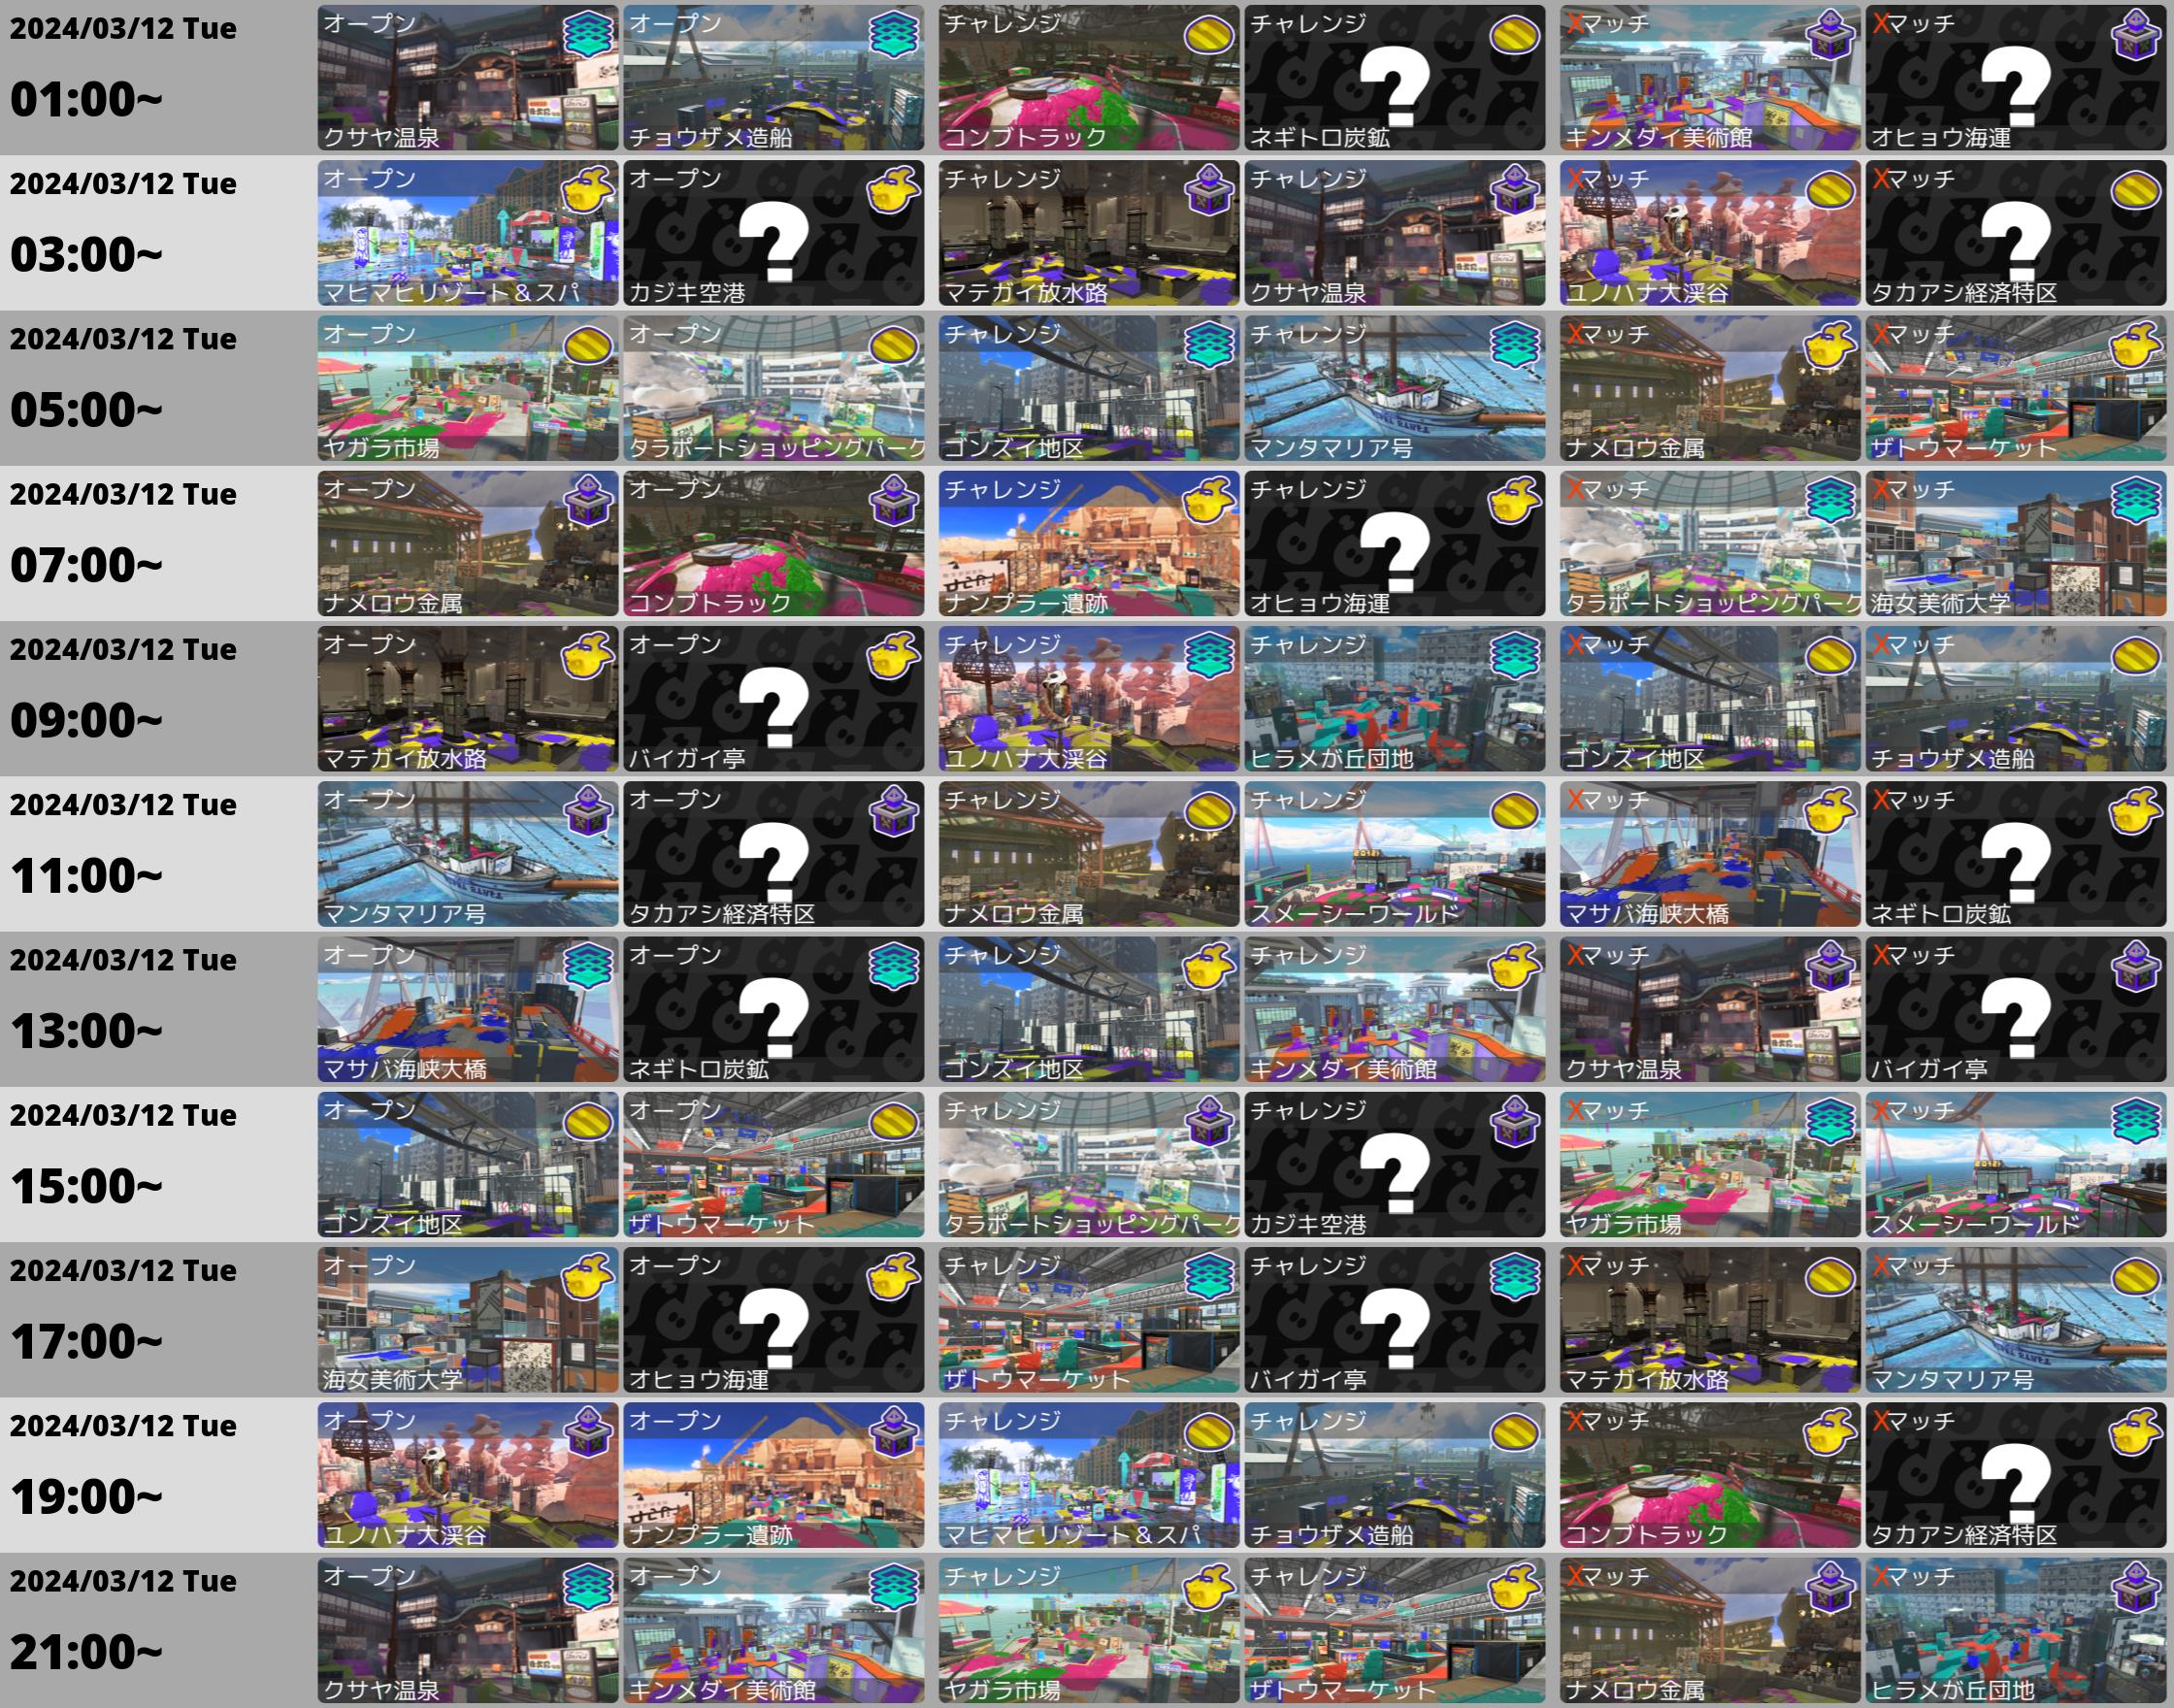 2024/03/12 Tue
01:00~
オープン オープン チャレンジ チャレンジ Xマッチ Xマッチ
クサヤ温泉 チョウザメ造船 コンブトラック ネギトロ炭鉱 キンメダイ美術館 オヒョウ海運
2024/03/12 Tue
03:00~
オープン オープン チャレンジ チャレンジ Xマッチ Xマッチ
マヒマヒリゾート&スパ カジキ空港 マテガイ放水路 クサヤ温泉 ユノハナ大渓谷 タカアシ経済特区
2024/03/12 Tue
05:00~
オープン オープン チャレンジ チャレンジ Xマッチ Xマッチ
ヤガラ市場 タラポートショッピングパーク ゴンズイ地区 マンタマリア号 ナメロウ金属 ザトウマーケット
2024/03/12 Tue
07:00~
オープン オープン チャレンジ チャレンジ Xマッチ Xマッチ
ナメロウ金属 コンブトラック ナンプラー遺跡 オヒョウ海運 タラポートショッピングパーク 海女美術大学
2024/03/12 Tue
09:00~
オープン オープン チャレンジ チャレンジ Xマッチ Xマッチ
マテガイ放水路 バイガイ亭 ユノハナ大渓谷 ヒラメが丘団地 ゴンズイ地区 チョウザメ造船
2024/03/12 Tue
11:00~
オープン オープン チャレンジ チャレンジ Xマッチ Xマッチ
マンタマリア号 タカアシ経済特区 ナメロウ金属 スメーシーワールド マサバ海峡大橋 ネギトロ炭鉱
2024/03/12 Tue
13:00~
オープン オープン チャレンジ チャレンジ Xマッチ Xマッチ
マサバ海峡大橋 ネギトロ炭鉱 ゴンズイ地区 キンメダイ美術館 クサヤ温泉 バイガイ亭
2024/03/12 Tue
15:00~
オープン オープン チャレンジ チャレンジ Xマッチ Xマッチ
ゴンズイ地区 ザトウマーケット タラポートショッピングパーク カジキ空港 ヤガラ市場 スメーシーワールド
2024/03/12 Tue
17:00~
オープン オープン チャレンジ チャレンジ Xマッチ Xマッチ
海女美術大学 オヒョウ海運 ザトウマーケット バイガイ亭 マテガイ放水路 マンタマリア号
2024/03/12 Tue
19:00~
オープン オープン チャレンジ チャレンジ Xマッチ Xマッチ
ユノハナ大渓谷 ナンプラー遺跡 マヒマヒリゾート&スパ チョウザメ造船 コンブトラック タカアシ経済特区
2024/03/12 Tue
21:00~
オープン オープン チャレンジ チャレンジ Xマッチ Xマッチ
クサヤ温泉 キンメダイ美術館 ヤガラ市場 ザトウマーケット ナメロウ金属 ヒラメが丘団地